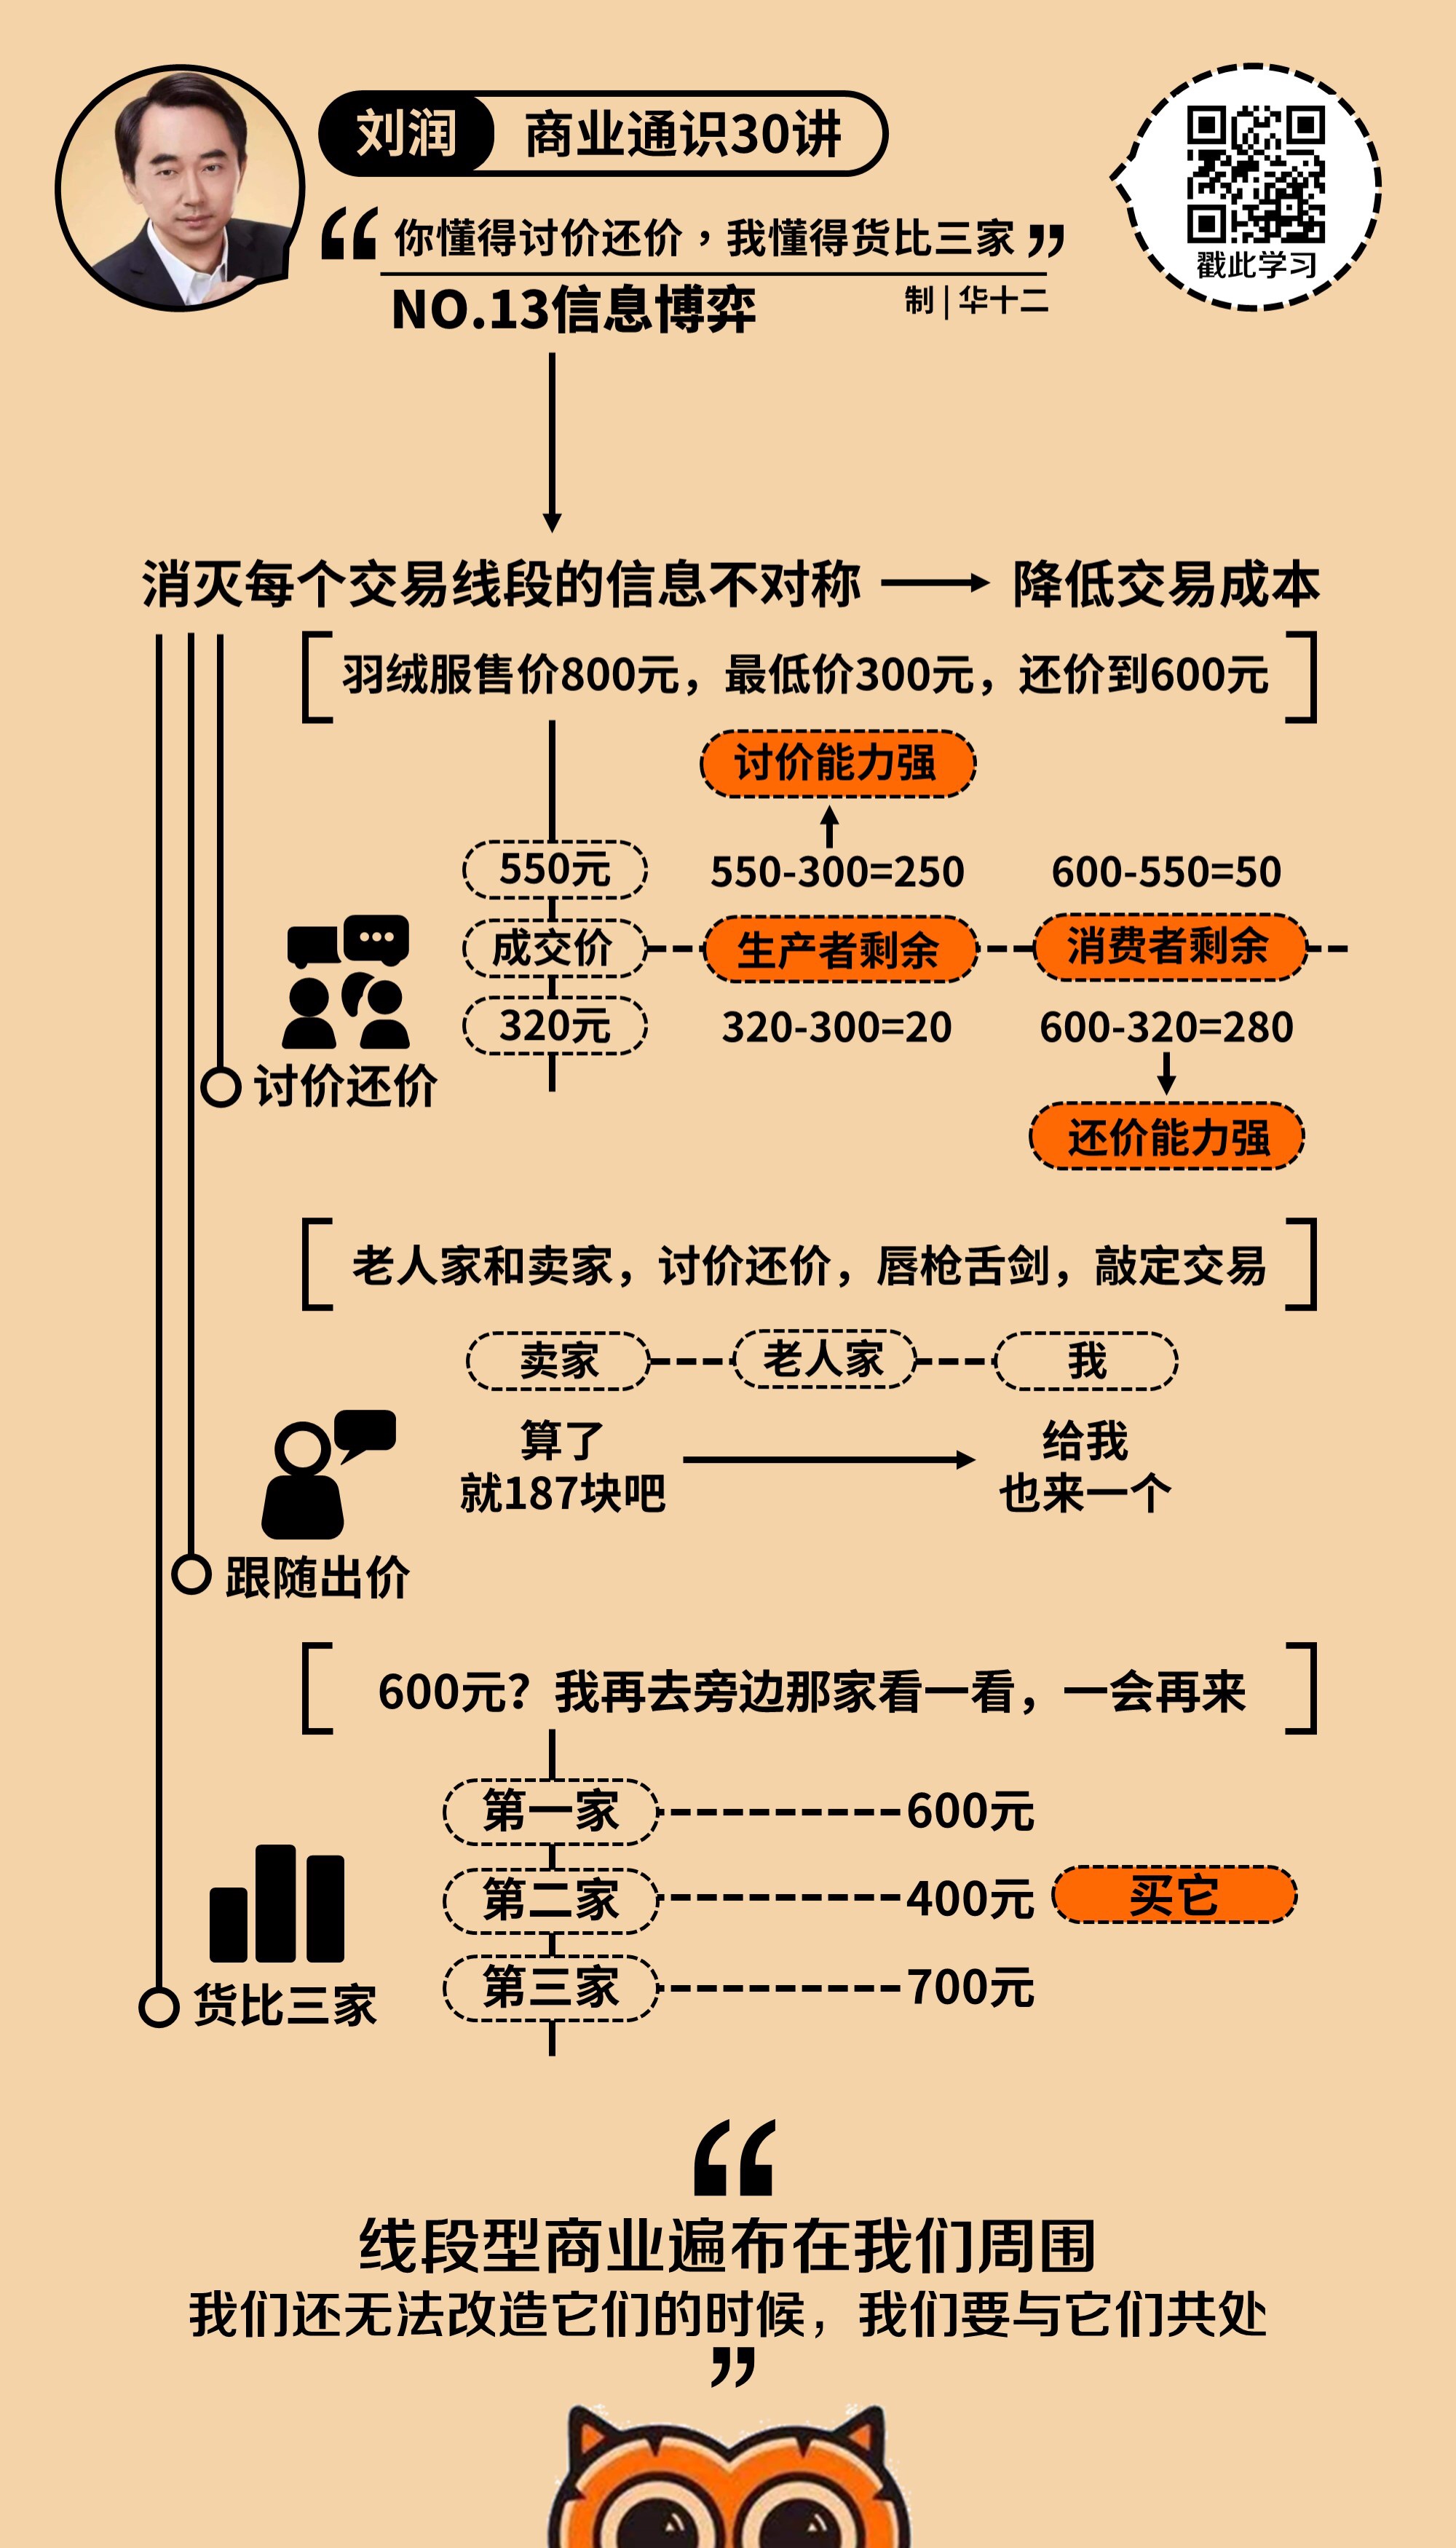 刘润 商业通识30讲
“你懂得讨价还价，我懂得货比三家”
NO.13信息博弈
制|华十二
戳此学习
消灭每个交易线段的信息不对称 降低交易成本
羽绒服售价800元，最低价300元，还价到600元
讨价能力强
550元 550-300=250 600-550=50
成交价 生产者剩余 消费者剩余
320元 320-300=20 600-320=280
讨价还价
还价能力强
老人家和卖家，讨价还价，唇枪舌剑，敲定交易
卖家 老人家 我
算了 给我
就187块吧 也来一个
跟随出价
600元？我再去旁边那家看一看，一会再来
第一家 600元
第二家 400元 买它
第三家 700元
货比三家
“
线段型商业遍布在我们周围
我们还无法改造它们的时候，我们要与它们共处
”